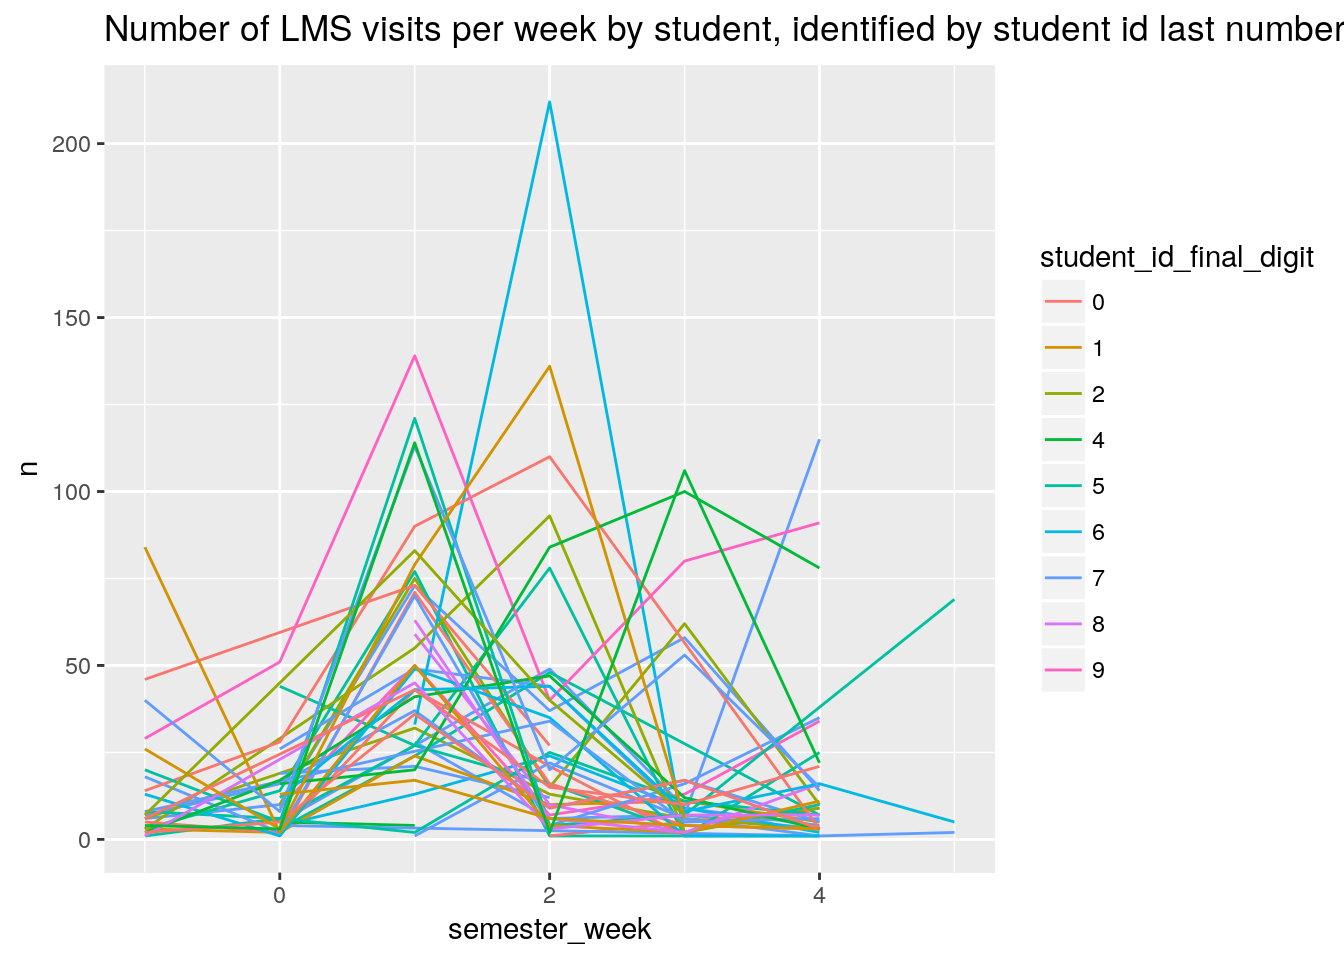 Number of LMS visits per week by student, identified by student id last number
200
150
100
50
0
n
0 2 4
semester_week
student_id_final_digit
0
1
2
4
5
6
7
8
9